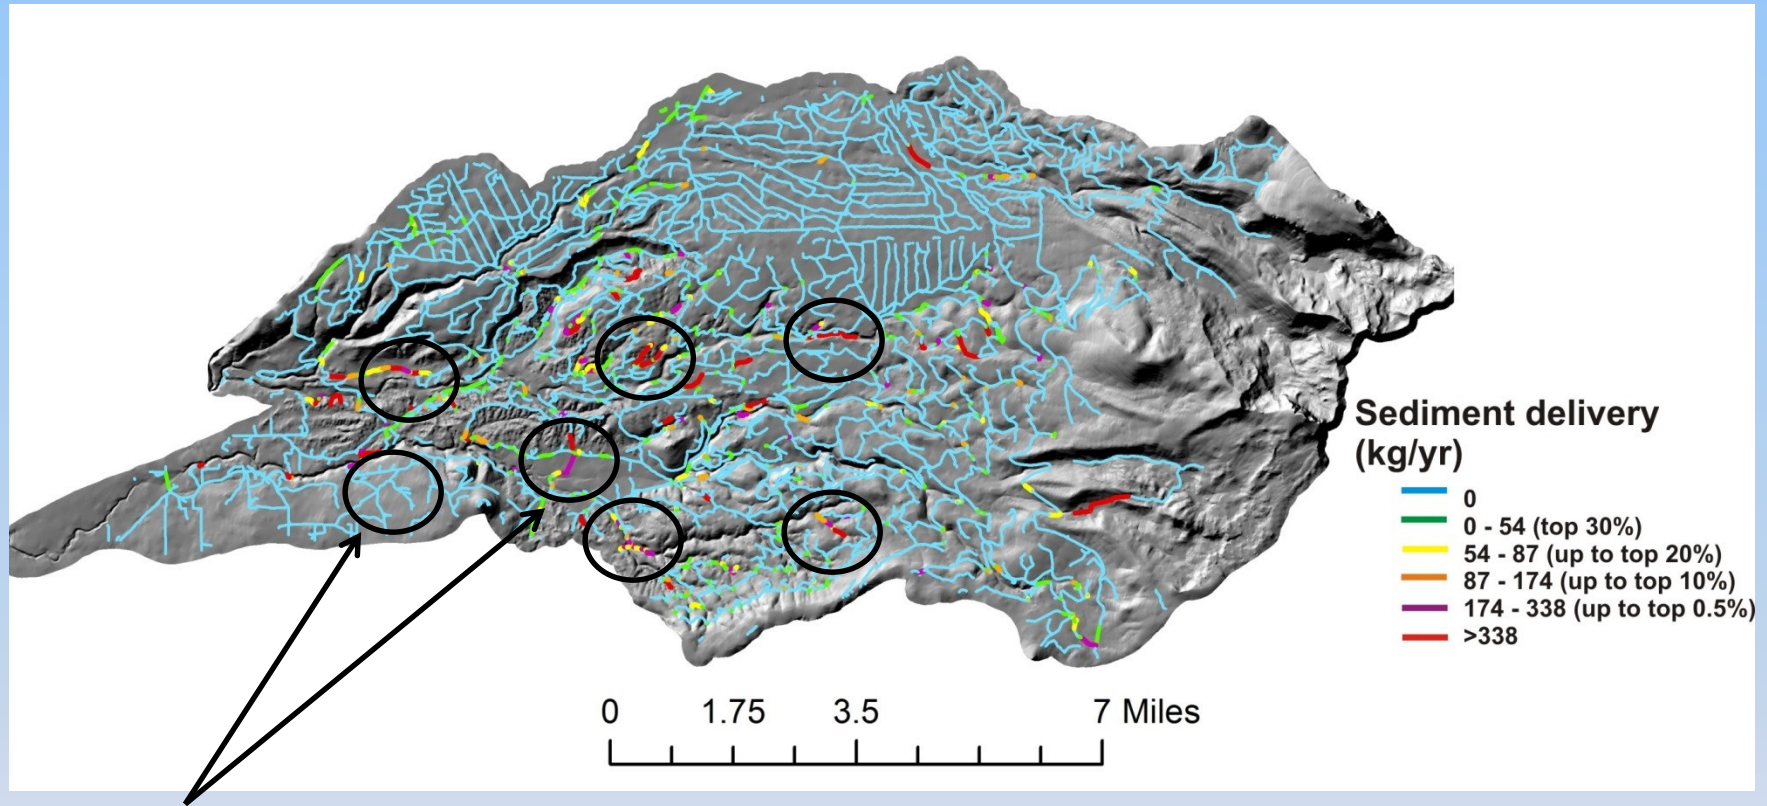 Sediment delivery
(kg/yr)
0
0 - 54 (top 30%)
54 - 87 (up to top 20%)
87 - 174 (up to top 10%)
174 - 338 (up to top 0.5%)
>338
0 1.75 3.5 7 Miles